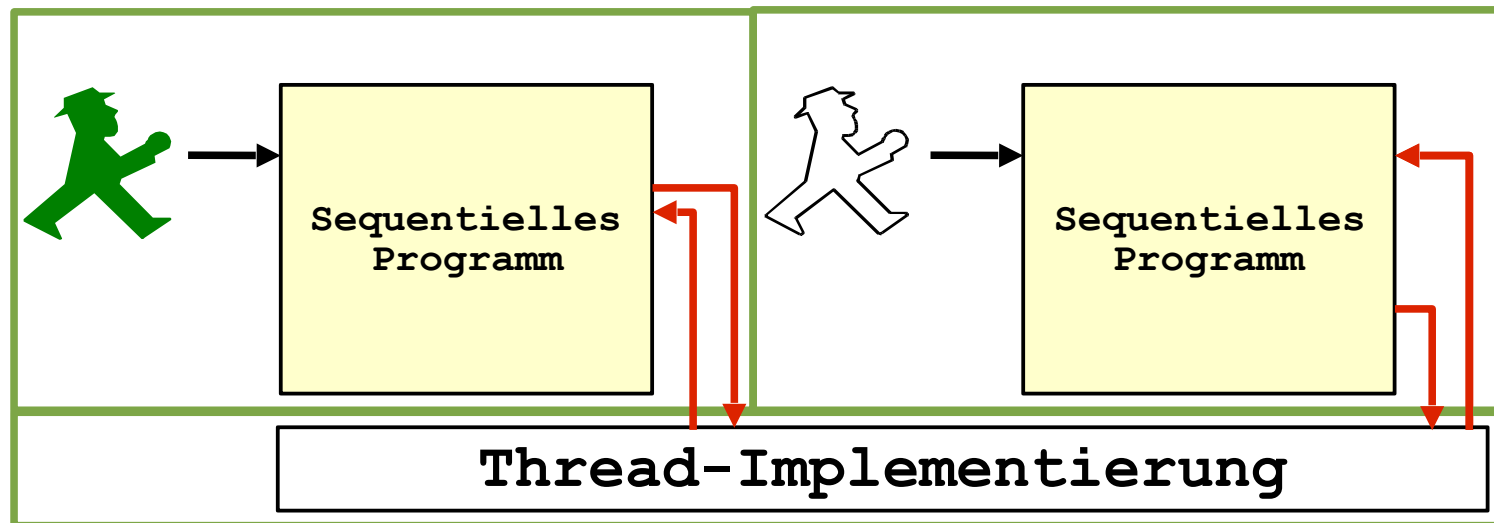 Sequentielles
Programm
Sequentielles
Programm
Thread-Implementierung